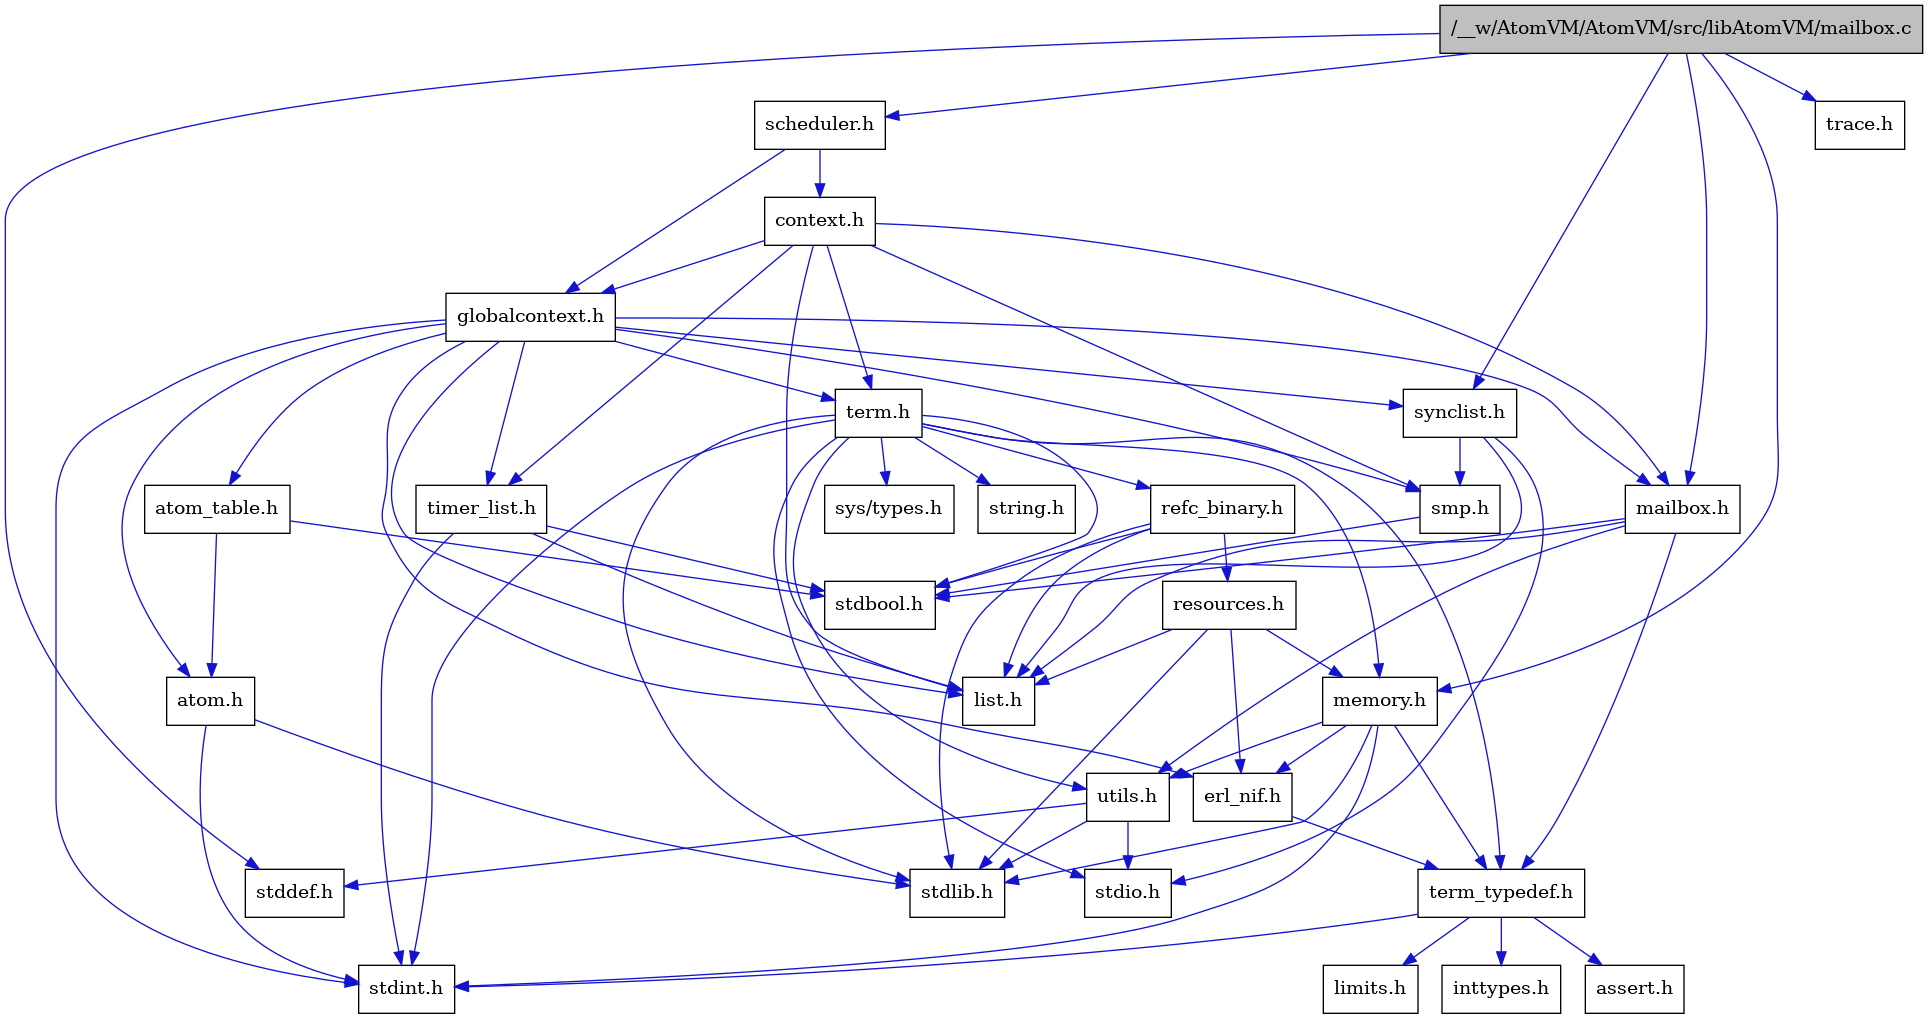 /__w/AtomVM/AtomVM/src/libAtomVM/mailbox.c
scheduler.h
trace.h
context.h
globalcontext.h
term.h
synclist.h
atom_table.h
timer_list.h
sys/types.h
string.h
refc_binary.h
smp.h
mailbox.h
stdbool.h
resources.h
atom.h
list.h
memory.h
utils.h
erl_nif.h
stddef.h
stdlib.h
stdio.h
term_typedef.h
stdint.h
limits.h
inttypes.h
assert.h